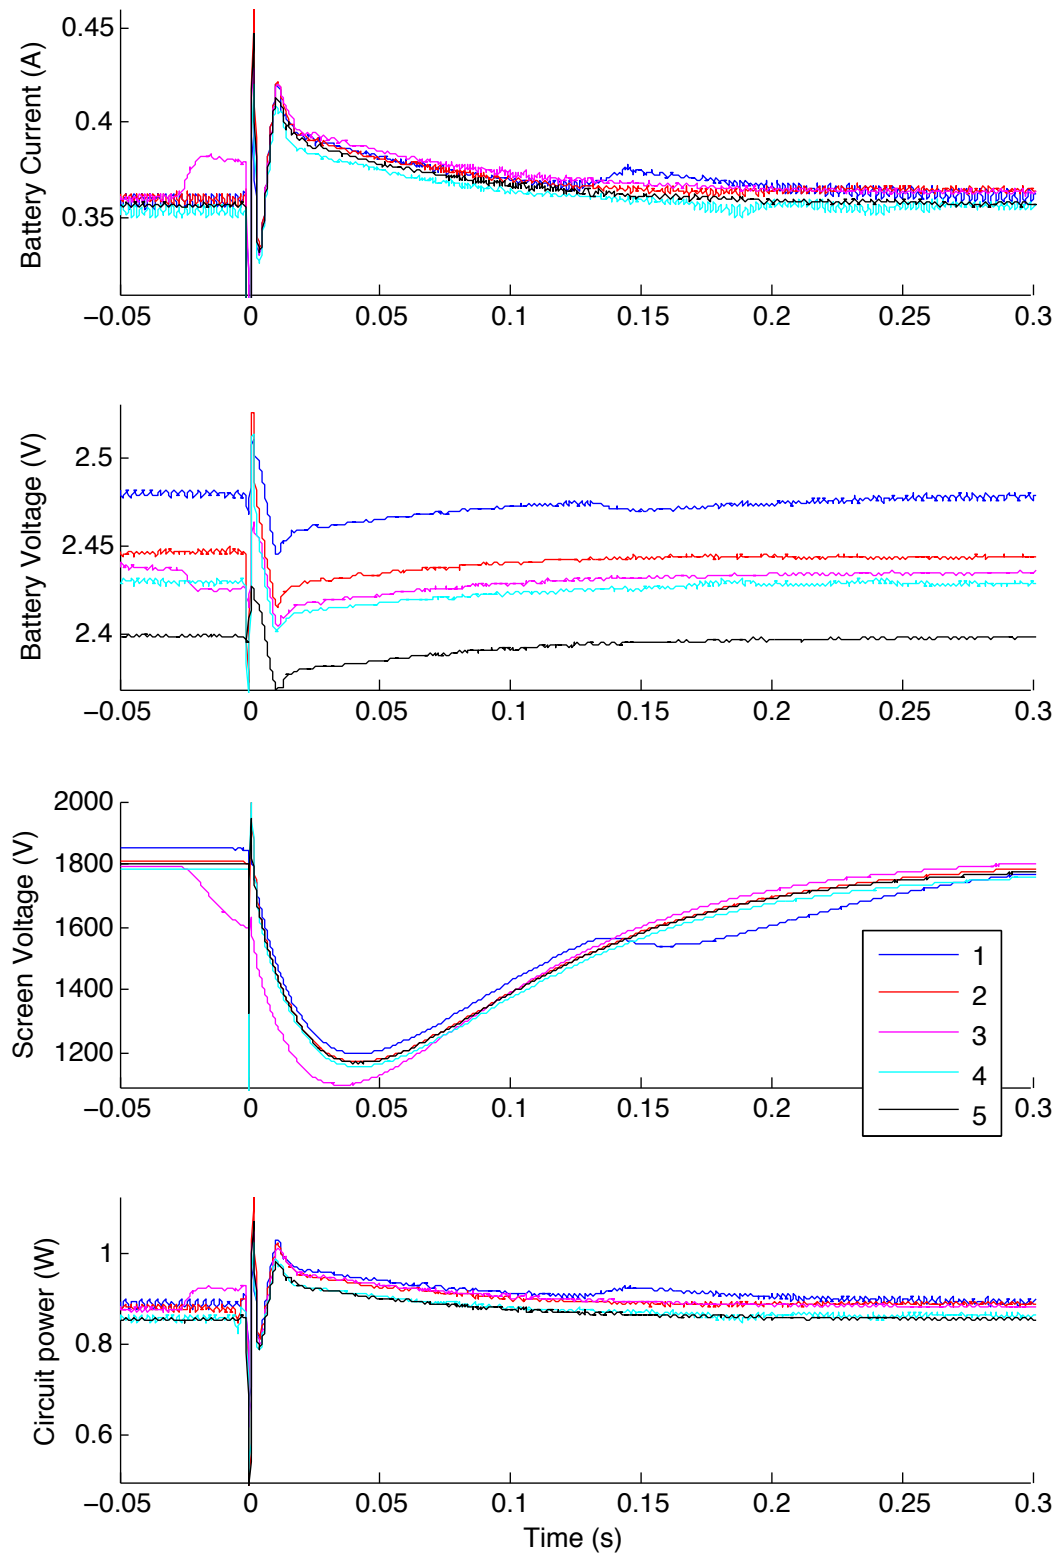 Battery Current (A)
0.45
0.4
0.35
−0.05 0 0.05 0.1 0.15 0.2 0.25 0.3
Battery Voltage (V)
2.5
2.45
2.4
−0.05 0 0.05 0.1 0.15 0.2 0.25 0.3
Screen Voltage (V)
2000
1800
1600
1400
1200
−0.05 0 0.05 0.1 0.15 0.2 0.3
1
2
3
4
5
Circuit power (W)
1
0.8
0.6
−0.05 0 0.05 0.1 0.15 0.2 0.25 0.3
Time (s)